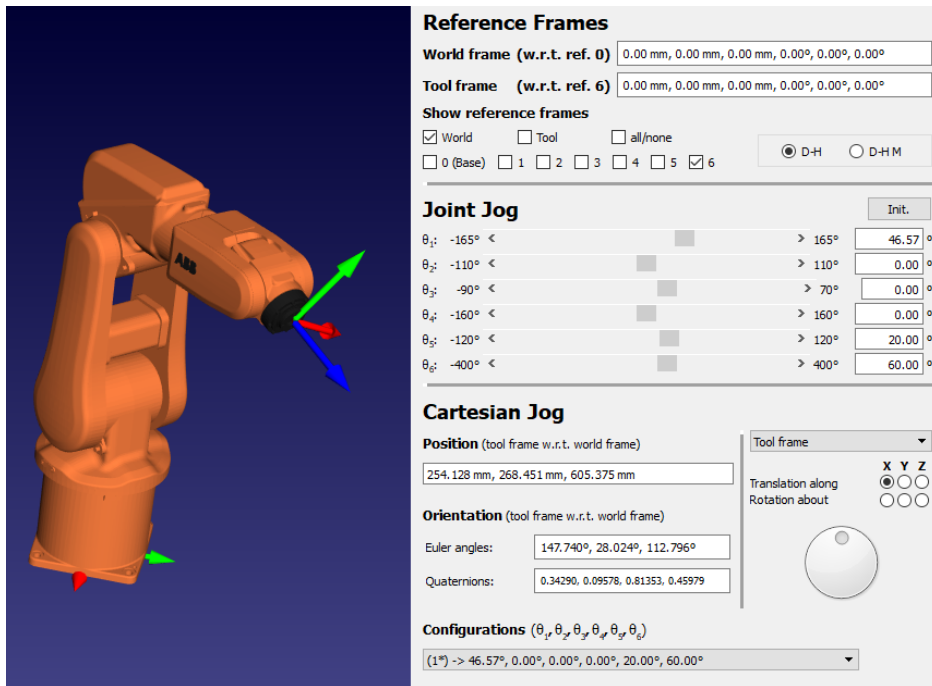 Reference Frames
World frame (w.r.t. ref. 0) 0.00 mm, 0.00 mm, 0.00 mm, 0.00°, 0.00°, 0.00°
Tool frame (w.r.t. ref. 6) 0.00 mm, 0.00 mm, 0.00 mm, 0.00°, 0.00°, 0.00°
Show reference frames
World Tool all/none
0 (Base) 1 2 3 4 5 6 D-H D-H M
Joint Jog Init.
θ₁: -165° < > 165° 46.57 °
θ₂: -110° < > 110° 0.00 °
θ₃: -90° < > 70° 0.00 °
θ₄: -160° < > 160° 0.00 °
θ₅: -120° < > 120° 20.00 °
θ₆: -400° < > 400° 60.00 °
Cartesian Jog
Position (tool frame w.r.t. world frame) Tool frame
254.128 mm, 268.451 mm, 605.375 mm
X Y Z
Translation along
Rotation about
Orientation (tool frame w.r.t. world frame)
Euler angles: 147.740°, 28.024°, 112.796°
Quaternions: 0.34290, 0.09578, 0.81353, 0.45979
Configurations (θ₁,θ₂,θ₃,θ₄,θ₅,θ₆)
(1*) -> 46.57°, 0.00°, 0.00°, 0.00°, 20.00°, 60.00°
ABB